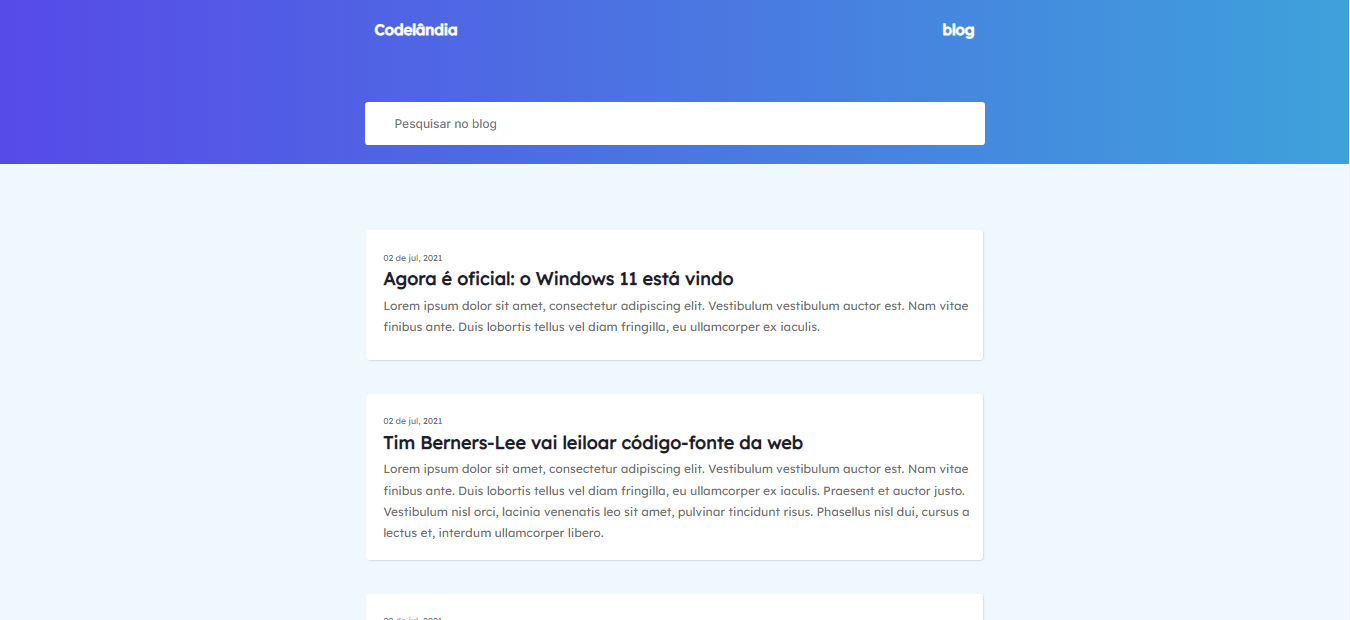 Codelândia
blog
Pesquisar no blog
02 de jul, 2021
Agora é oficial: o Windows 11 está vindo
Lorem ipsum dolor sit amet, consectetur adipiscing elit. Vestibulum vestibulum auctor est. Nam vitae
finibus ante. Duis lobortis tellus vel diam fringilla, eu ullamcorper ex iaculis.
02 de jul, 2021
Tim Berners-Lee vai leiloar código-fonte da web
Lorem ipsum dolor sit amet, consectetur adipiscing elit. Vestibulum vestibulum auctor est. Nam vitae
finibus ante. Duis lobortis tellus vel diam fringilla, eu ullamcorper ex iaculis. Praesent et auctor justo.
Vestibulum nisl orci, lacinia venenatis leo sit amet, pulvinar tincidunt risus. Phasellus nisl dui, cursus a
lectus et, interdum ullamcorper libero.
02 de jul, 2021